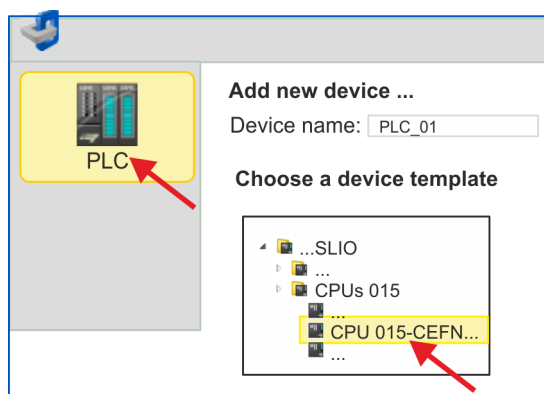 PLC
Add new device ...
Device name: PLC_01
Choose a device template
...SLIO
...
CPUs 015
...
CPU 015-CEFN...
...